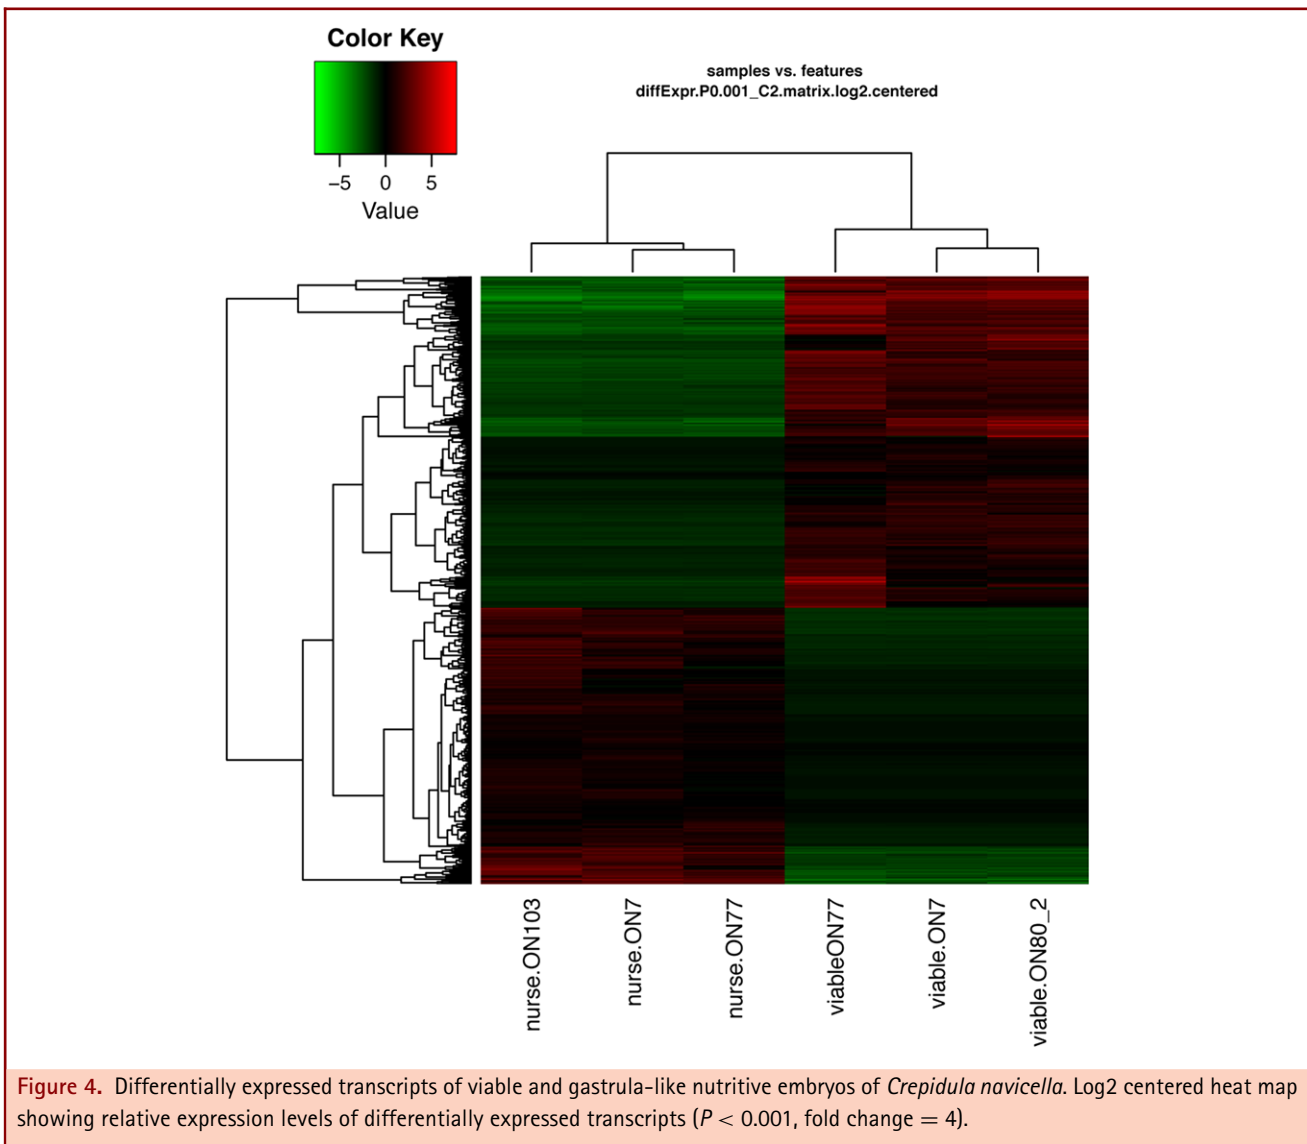 Color Key
−5 0 5
Value
samples vs. features
diffExpr.P0.001_C2.matrix.log2.centered
nurse.ON103
nurse.ON7
nurse.ON77
viableON77
viable.ON7
viable.ON80_2
Figure 4. Differentially expressed transcripts of viable and gastrula-like nutritive embryos of Crepidula navicella. Log2 centered heat map
showing relative expression levels of differentially expressed transcripts (P < 0.001, fold change = 4).